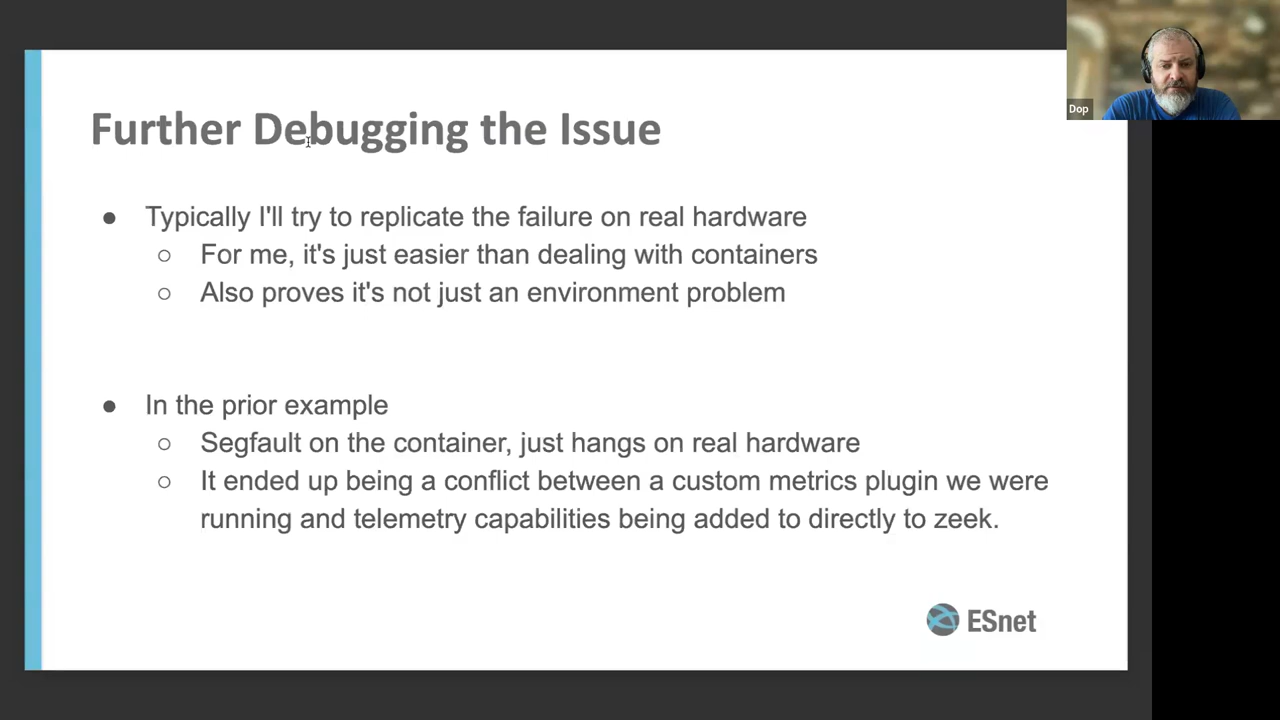 Dop
Further Debugging the Issue
● Typically I'll try to replicate the failure on real hardware
○ For me, it's just easier than dealing with containers
○ Also proves it's not just an environment problem
● In the prior example
○ Segfault on the container, just hangs on real hardware
○ It ended up being a conflict between a custom metrics plugin we were
running and telemetry capabilities being added to directly to zeek.
ESnet